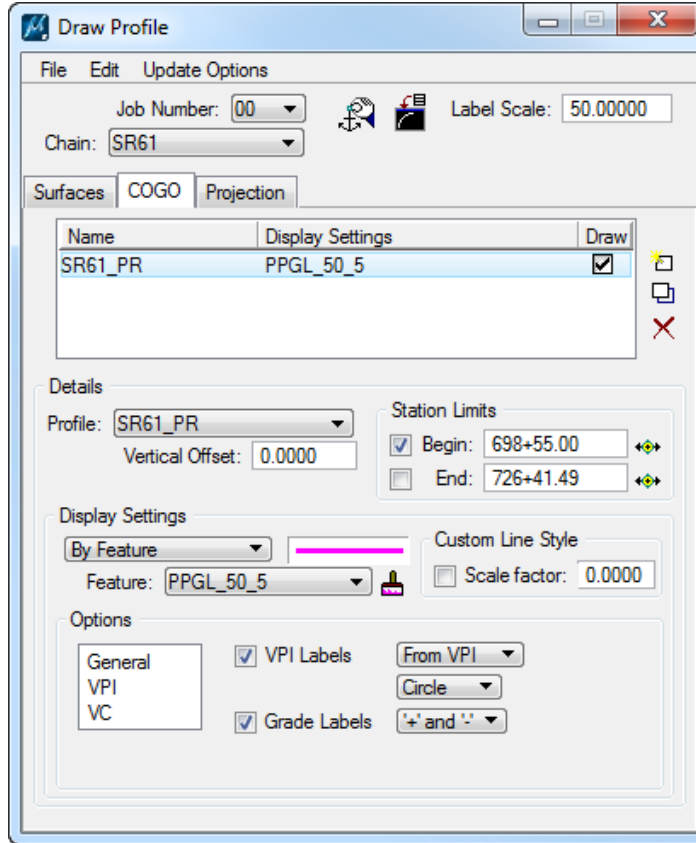 Draw Profile
File Edit Update Options
Job Number: 00 Label Scale: 50.00000
Chain: SR61
Surfaces COGO Projection
Name Display Settings Draw
SR61_PR PPGL_50_5
Details
Profile: SR61_PR
Vertical Offset: 0.0000
Station Limits
Begin: 698+55.00
End: 726+41.49
Display Settings
By Feature
Feature: PPGL_50_5
Custom Line Style
Scale factor: 0.0000
Options
General
VPI
VC
VPI Labels From VPI
Circle
Grade Labels '+' and '-'